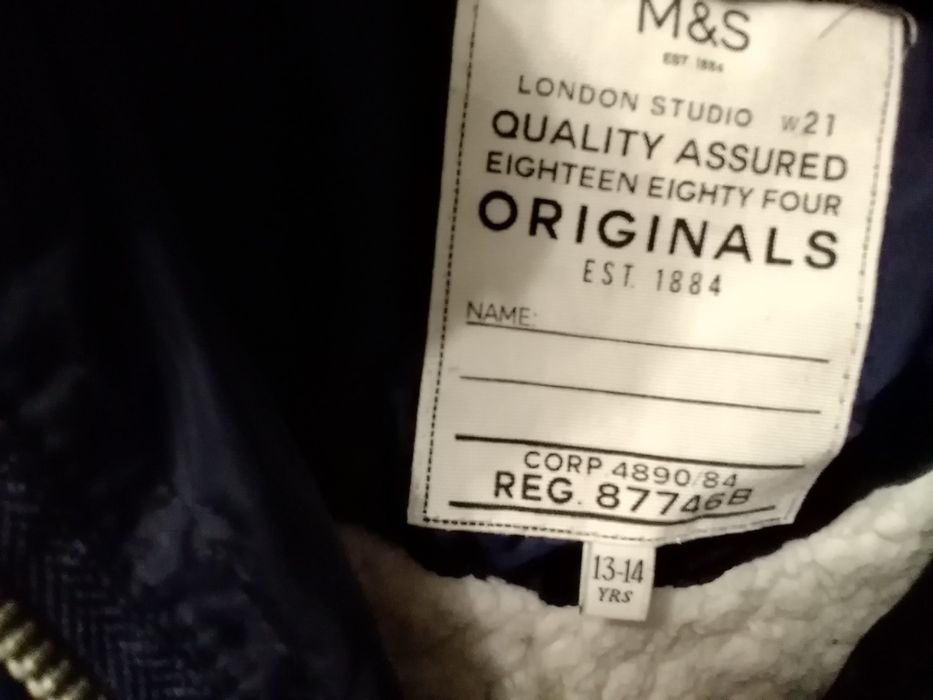 M&S
EST 1884
LONDON STUDIO W21
QUALITY ASSURED
EIGHTEEN EIGHTY FOUR
ORIGINALS
EST. 1884
NAME:
CORP 4890/84
REG. 877746B
13-14
YRS